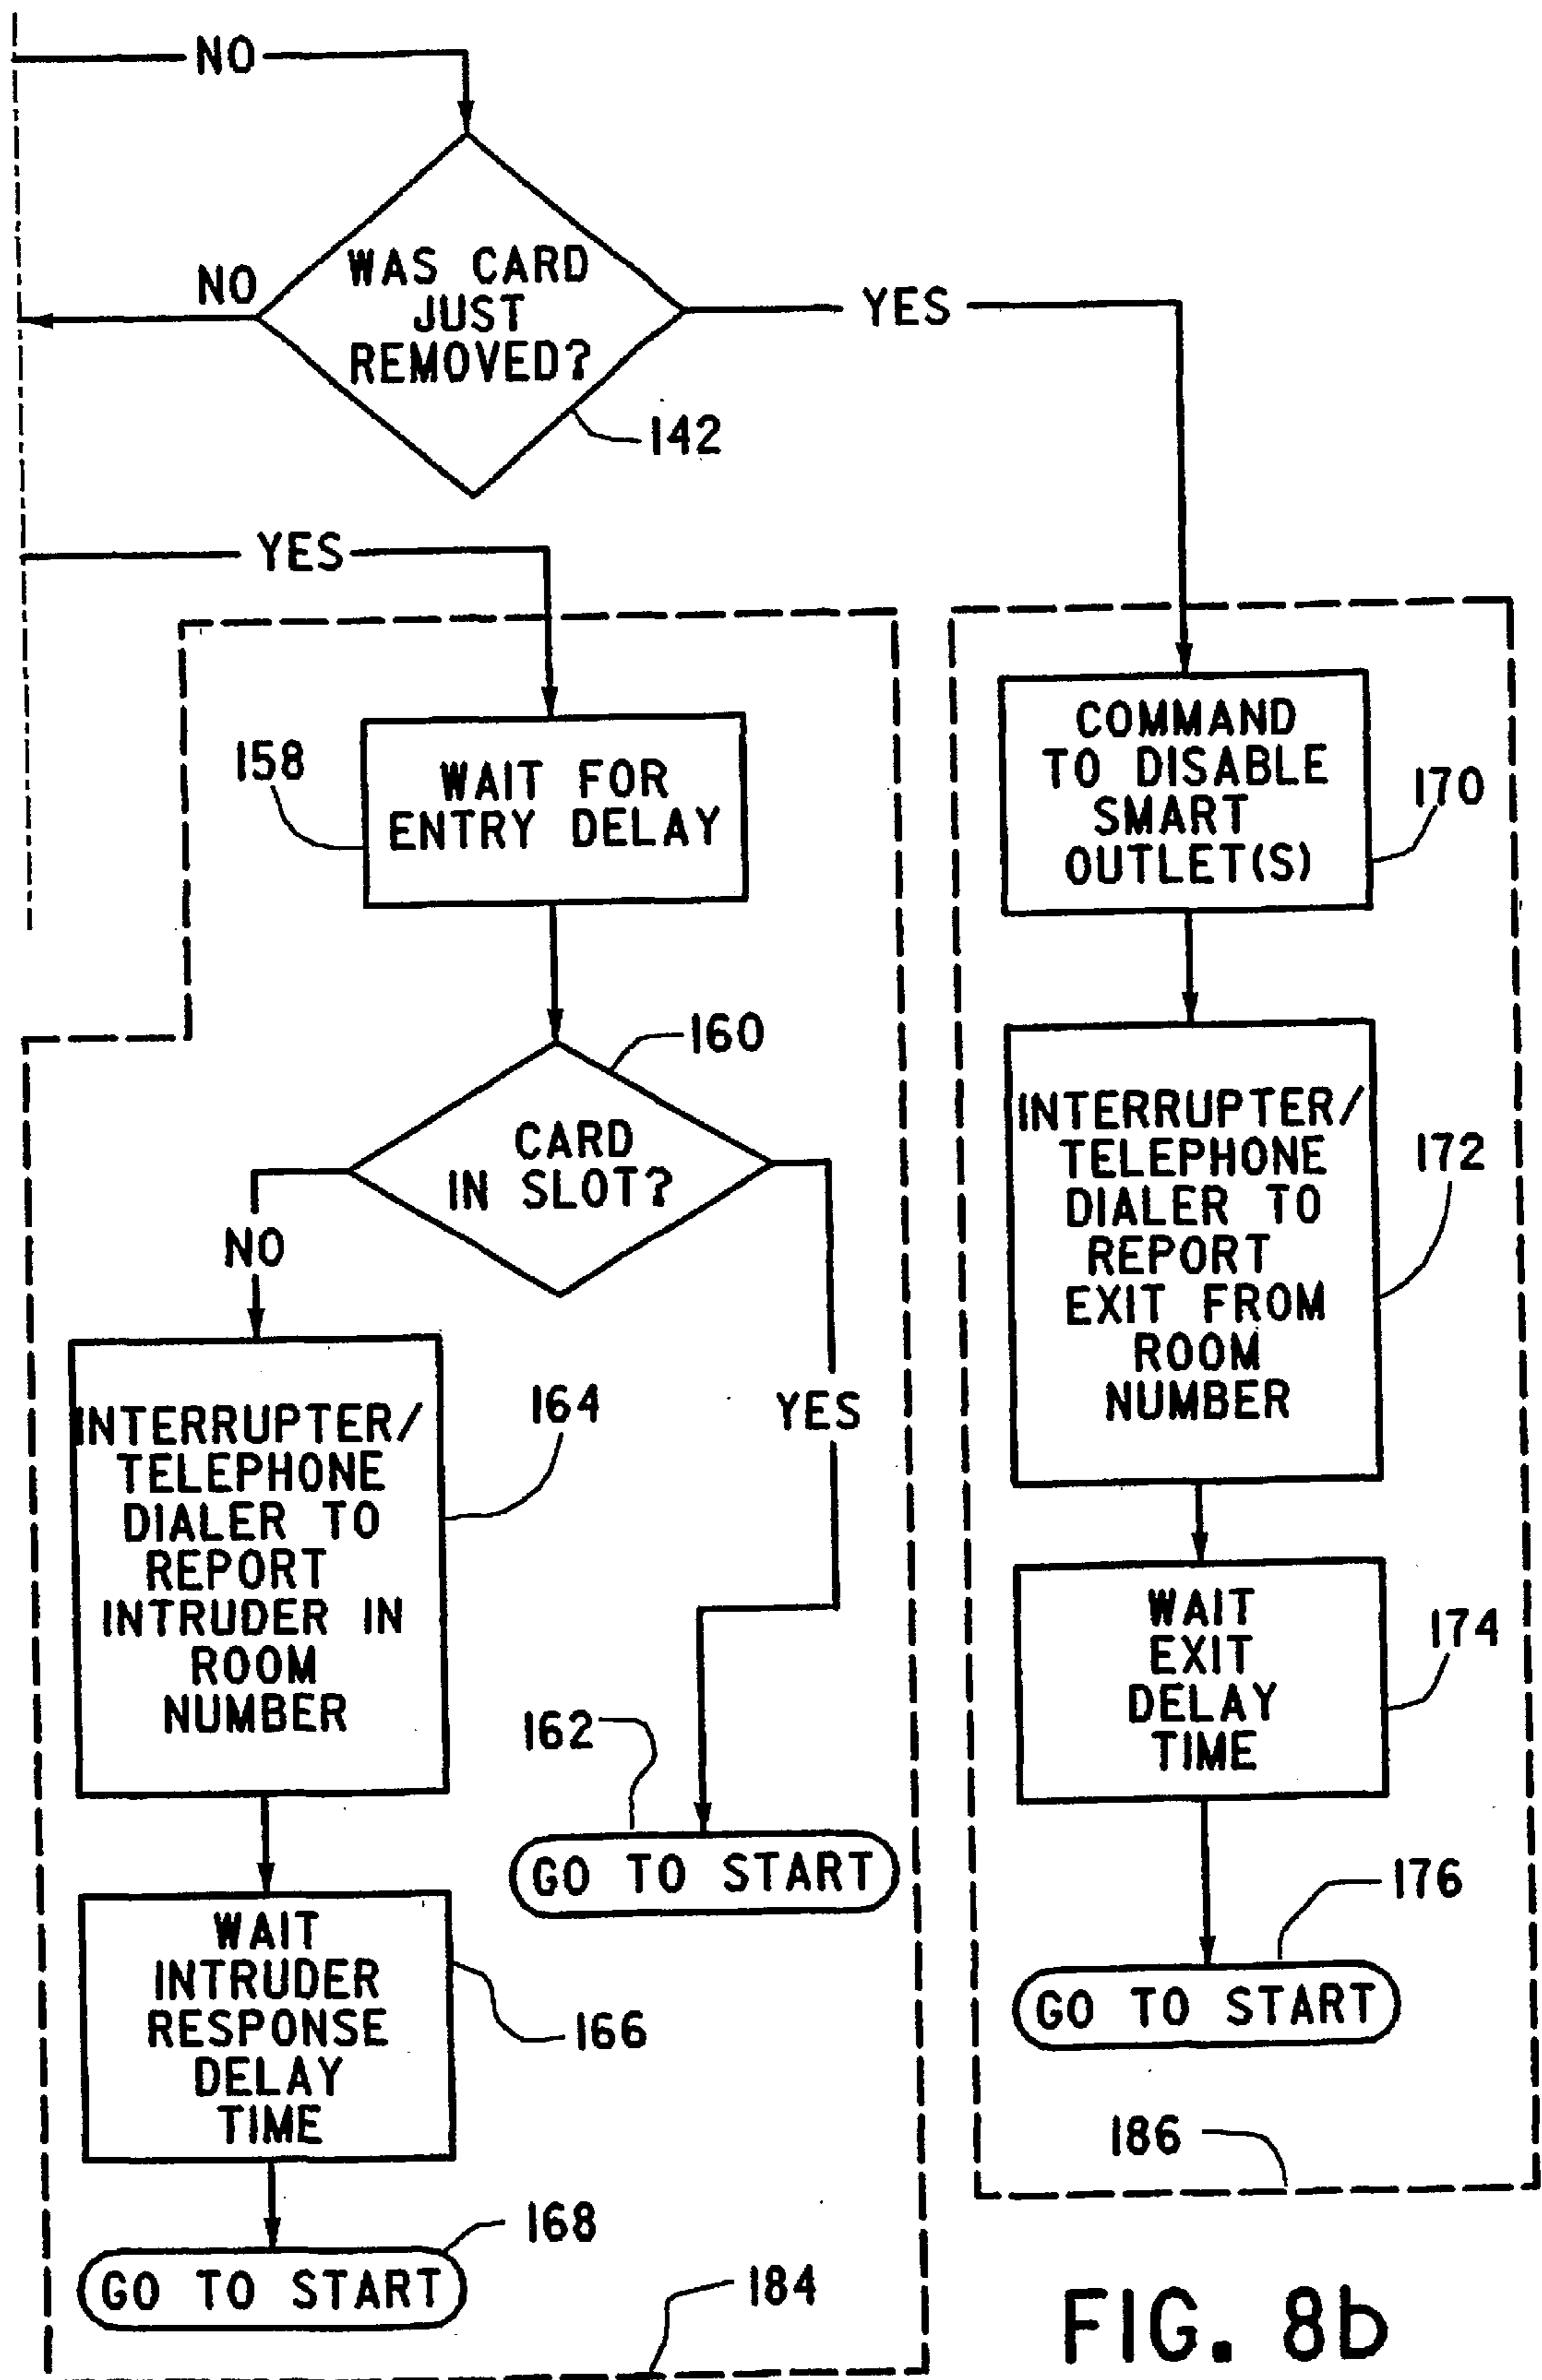 NO
WAS CARD
JUST
REMOVED?
NO
YES
142
YES
158
WAIT FOR
ENTRY DELAY
160
CARD
IN SLOT?
NO
YES
INTERRUPTER/
TELEPHONE
DIALER TO
REPORT
INTRUDER IN
ROOM
NUMBER
164
162
GO TO START
WAIT
INTRUDER
RESPONSE
DELAY
TIME
166
168
GO TO START
184
COMMAND
TO DISABLE
SMART
OUTLET(S)
170
INTERRUPTER/
TELEPHONE
DIALER TO
REPORT
EXIT FROM
ROOM
NUMBER
172
WAIT
EXIT
DELAY
TIME
174
176
GO TO START
186
FIG. 8b